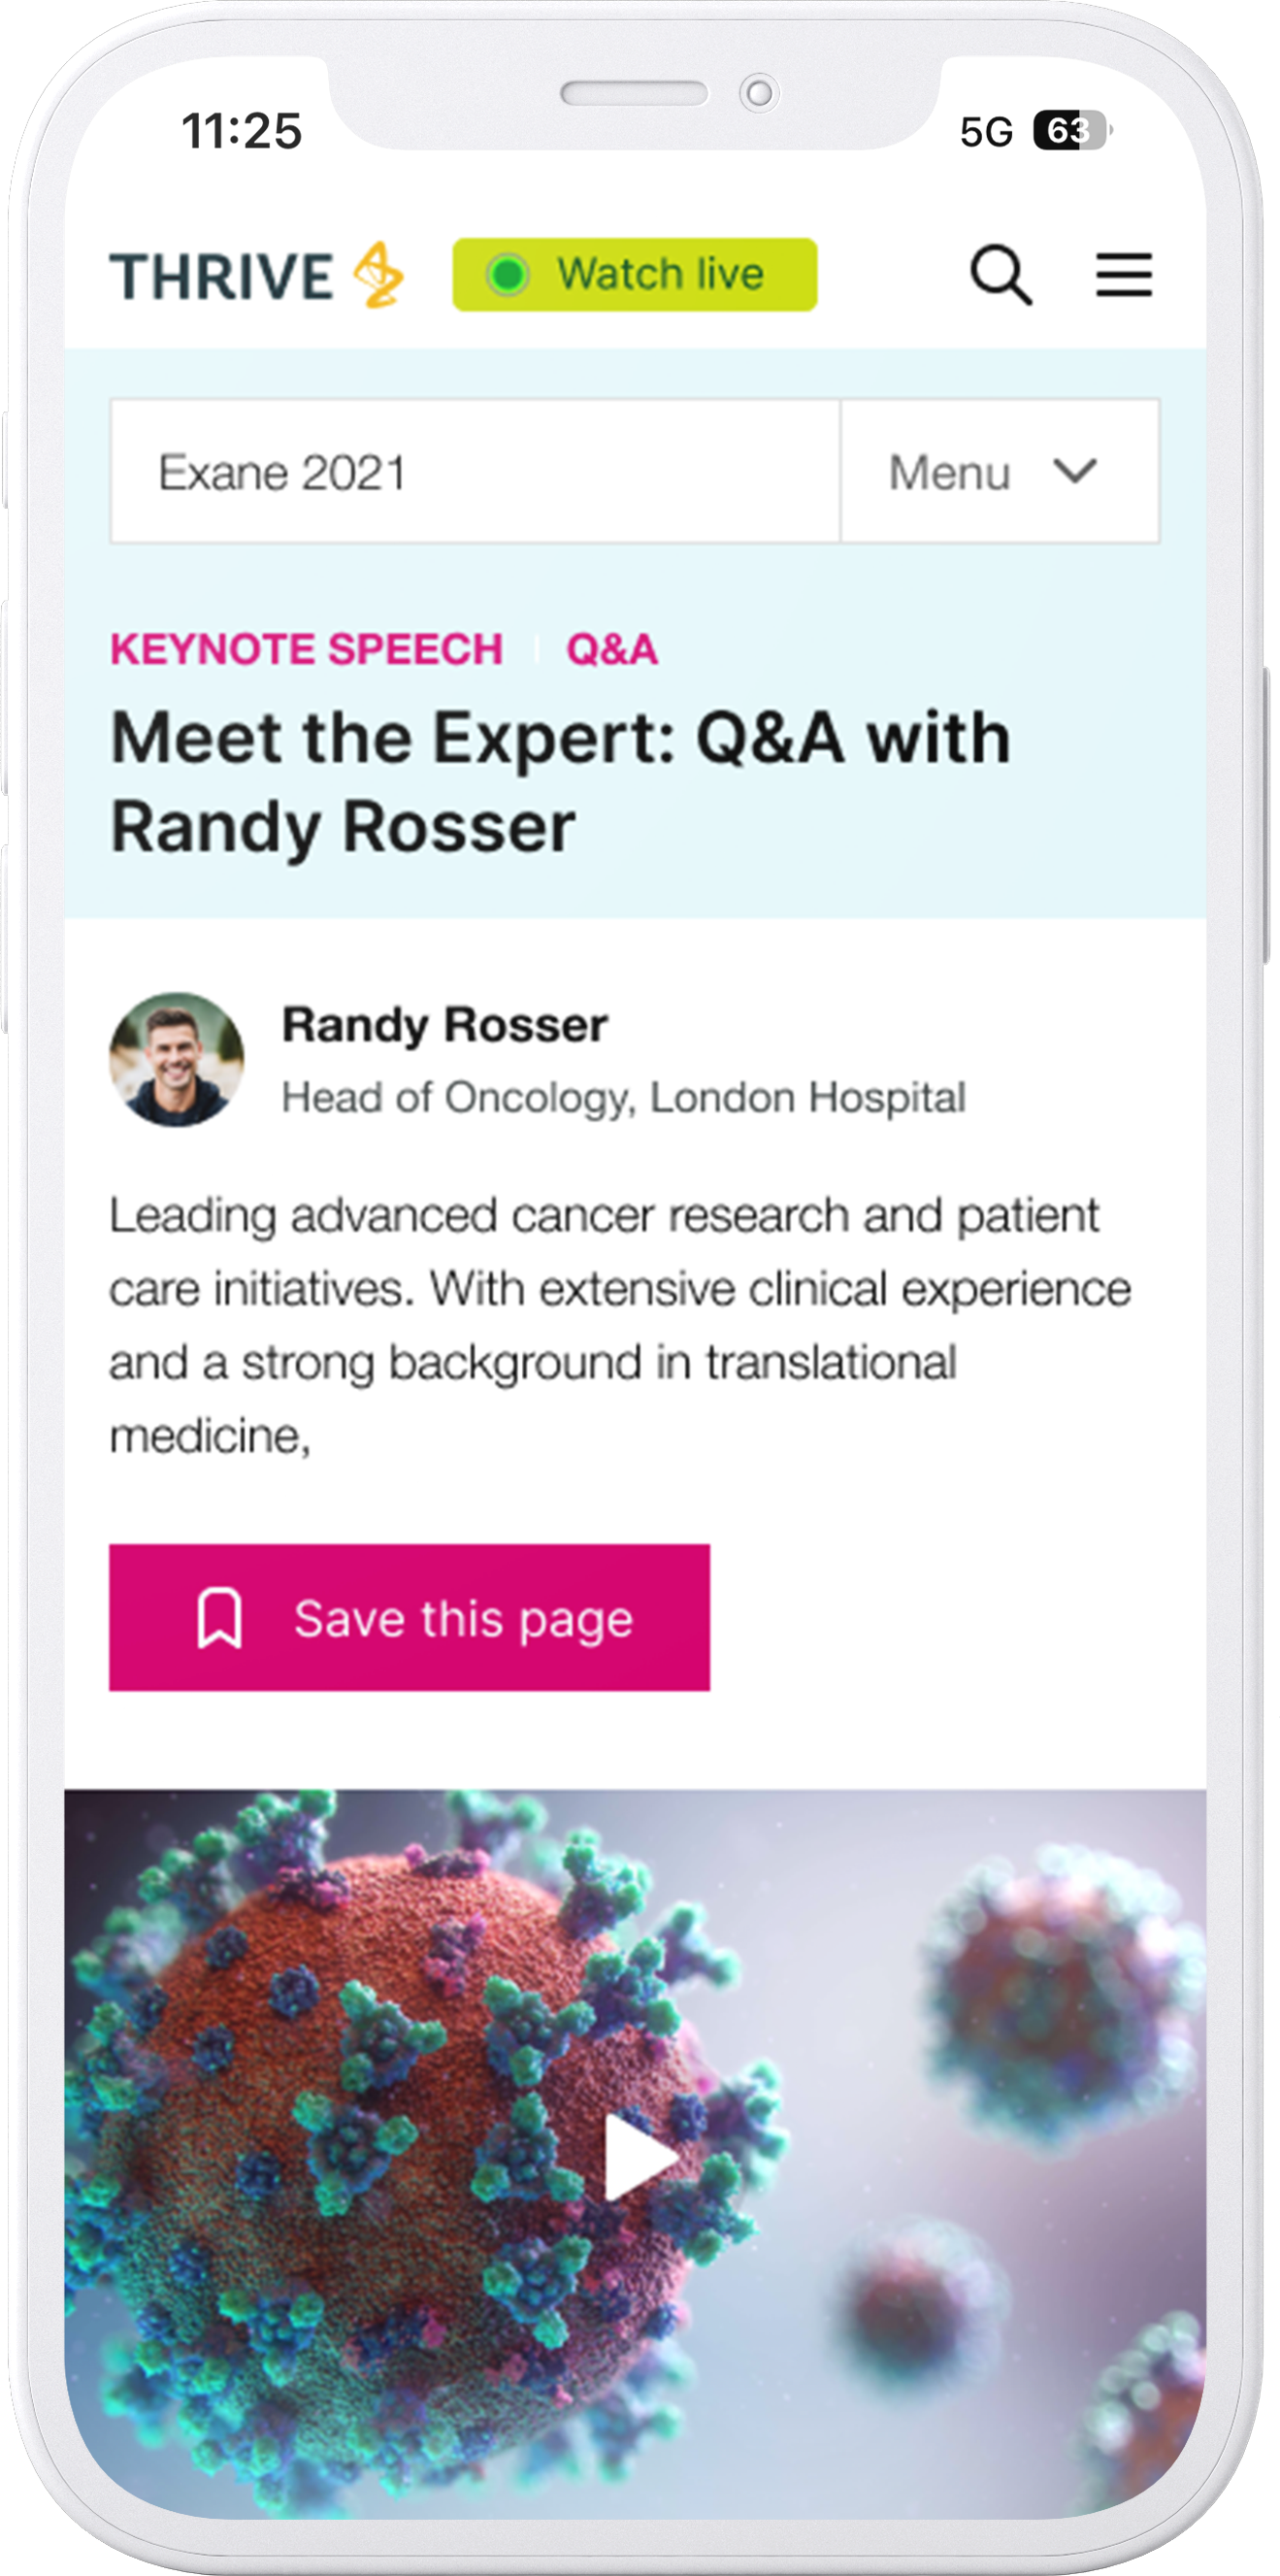 11:25
5G 63
THRIVE
Watch live
Exane 2021
Menu
KEYNOTE SPEECH
Q&A
Meet the Expert: Q&A with
Randy Rosser
Randy Rosser
Head of Oncology, London Hospital
Leading advanced cancer research and patient
care initiatives. With extensive clinical experience
and a strong background in translational
medicine,
Save this page